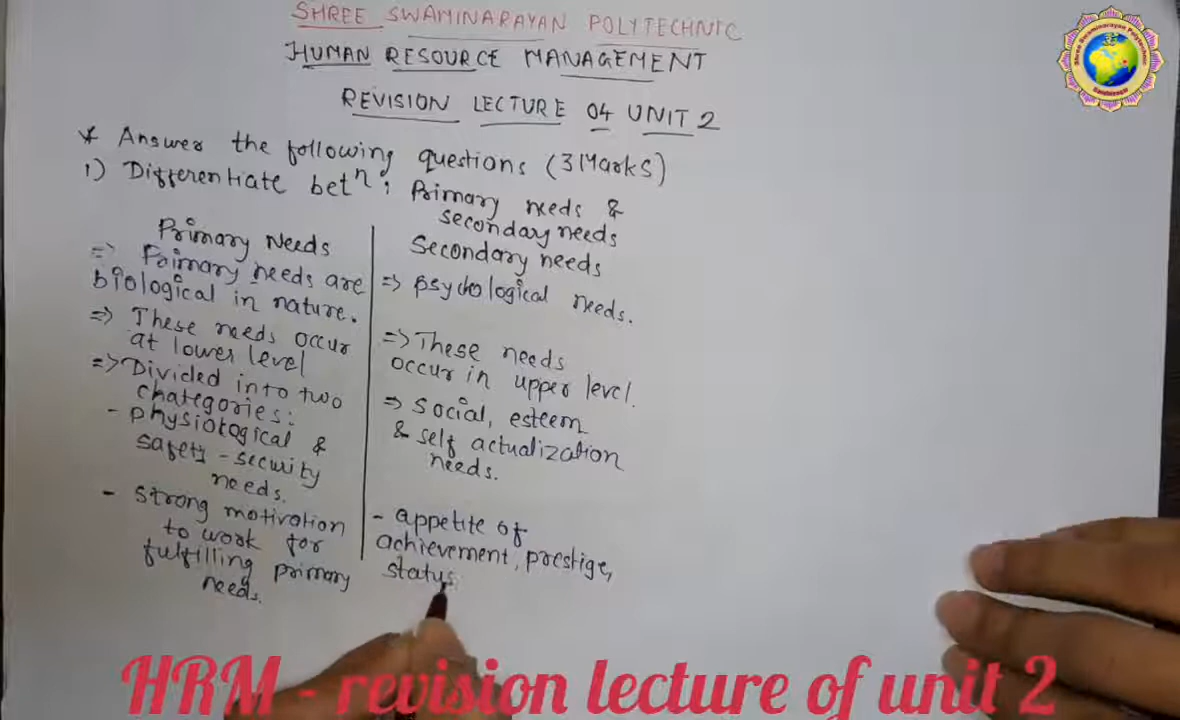 SHREE SWAMINARAYAN POLYTECHNIC
HUMAN RESOURCE MANAGEMENT
REVISION LECTURE 04 UNIT 2
* Answer the following questions (3 Marks)
1) Differentiate betⁿ : Primary needs &
secondary needs
Primary Needs
=> Primary needs are
biological in nature.
=> These needs occur
at lower level
=> Divided into two
chategories:
- physiological &
safety - security
needs.
- strong motivation
to work for
fulfilling primary
needs.
Secondary needs
=> psychological needs.
=> These needs
occur in upper level.
=> Social, esteem
& self actualization
needs.
- appetite of
achievement, prestige,
status
HRM - revision lecture of unit 2
Shree Swaminarayan Polytechnic